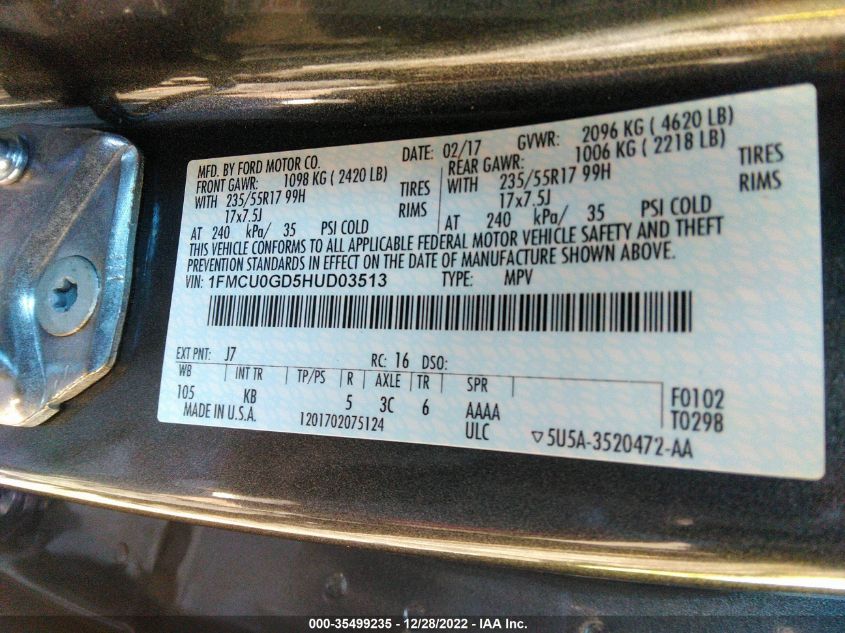 MFD. BY FORD MOTOR CO. DATE: 02/17 GVWR: 2096 KG ( 4620 LB)
FRONT GAWR: 1098 KG ( 2420 LB) REAR GAWR: 1006 KG ( 2218 LB)
WITH 235/55R17 99H TIRES WITH 235/55R17 99H TIRES
17x7.5J RIMS 17x7.5J RIMS
AT 240 kPa/ 35 PSI COLD AT 240 kPa/ 35 PSI COLD
THIS VEHICLE CONFORMS TO ALL APPLICABLE FEDERAL MOTOR VEHICLE SAFETY AND THEFT
PREVENTION STANDARDS IN EFFECT ON THE DATE OF MANUFACTURE SHOWN ABOVE.
VIN: 1FMCU0GD5HUD03513 TYPE: MPV
EXT PNT: J7 RC: 16 DSO:
WB INT TR TP/PS R AXLE TR SPR
105 KB 5 3C 6 AAAA F0102
MADE IN U.S.A. 1201702075124 ULC T0298
▽5U5A-3520472-AA
000-35499235 - 12/28/2022 - IAA Inc.